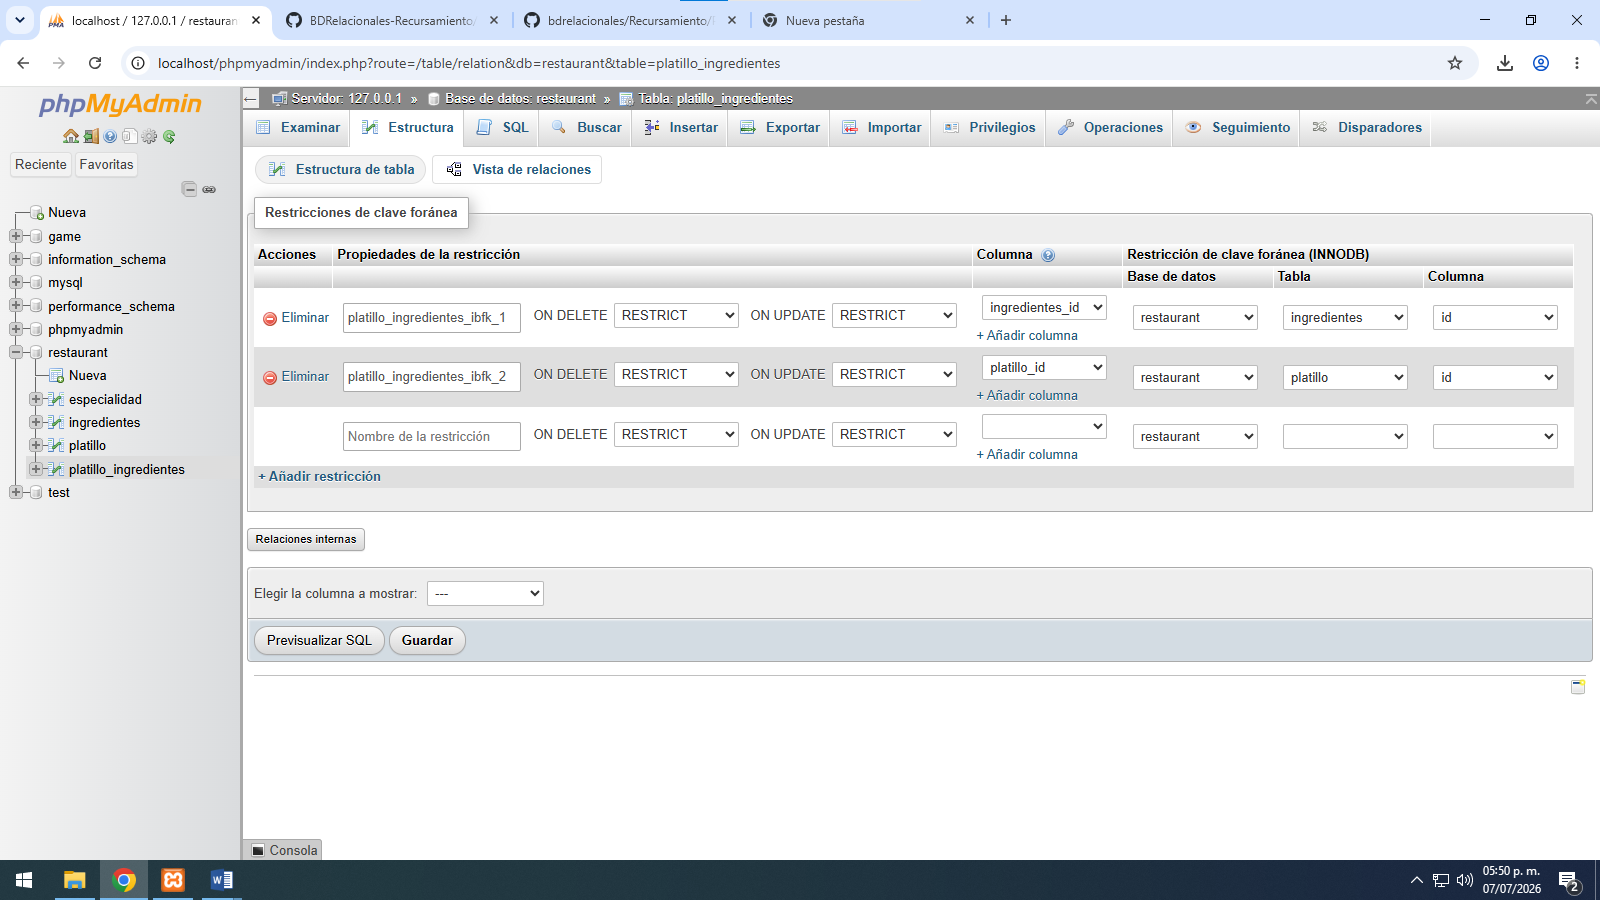 localhost / 127.0.0.1 / restauran
BDRelacionales-Recursamiento/
bdrelacionales/Recursamiento/
Nueva pestaña
localhost/phpmyadmin/index.php?route=/table/relation&db=restaurant&table=platillo_ingredientes
phpMyAdmin
Reciente
Favoritas
Nueva
game
information_schema
mysql
performance_schema
phpmyadmin
restaurant
Nueva
especialidad
ingredientes
platillo
platillo_ingredientes
test
Servidor: 127.0.0.1 » Base de datos: restaurant » Tabla: platillo_ingredientes
Examinar
Estructura
SQL
Buscar
Insertar
Exportar
Importar
Privilegios
Operaciones
Seguimiento
Disparadores
Estructura de tabla
Vista de relaciones
Restricciones de clave foránea
Acciones
Propiedades de la restricción
Columna
Restricción de clave foránea (INNODB)
Base de datos
Tabla
Columna
Eliminar
platillo_ingredientes_ibfk_1
ON DELETE
RESTRICT
ON UPDATE
RESTRICT
ingredientes_id
+ Añadir columna
restaurant
ingredientes
id
Eliminar
platillo_ingredientes_ibfk_2
ON DELETE
RESTRICT
ON UPDATE
RESTRICT
platillo_id
+ Añadir columna
restaurant
platillo
id
Nombre de la restricción
ON DELETE
RESTRICT
ON UPDATE
RESTRICT
+ Añadir columna
restaurant
+ Añadir restricción
Relaciones internas
Elegir la columna a mostrar:
---
Previsualizar SQL
Guardar
Consola
05:50 p. m.
07/07/2026
2